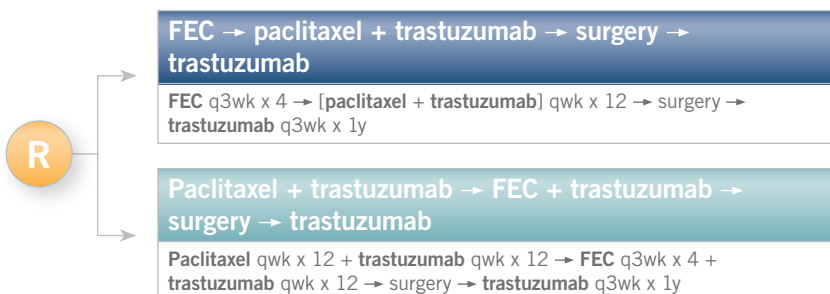 R
FEC → paclitaxel + trastuzumab → surgery →
trastuzumab
FEC q3wk x 4 → [paclitaxel + trastuzumab] qwk x 12 → surgery →
trastuzumab q3wk x 1y
Paclitaxel + trastuzumab → FEC + trastuzumab →
surgery → trastuzumab
Paclitaxel qwk x 12 + trastuzumab qwk x 12 → FEC q3wk x 4 +
trastuzumab qwk x 12 → surgery → trastuzumab q3wk x 1y